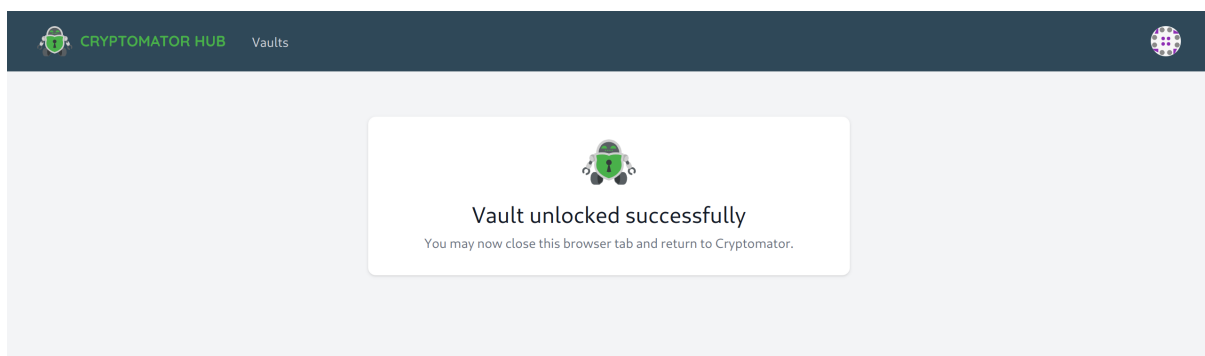 CRYPTOMATOR HUB Vaults
Vault unlocked successfully
You may now close this browser tab and return to Cryptomator.